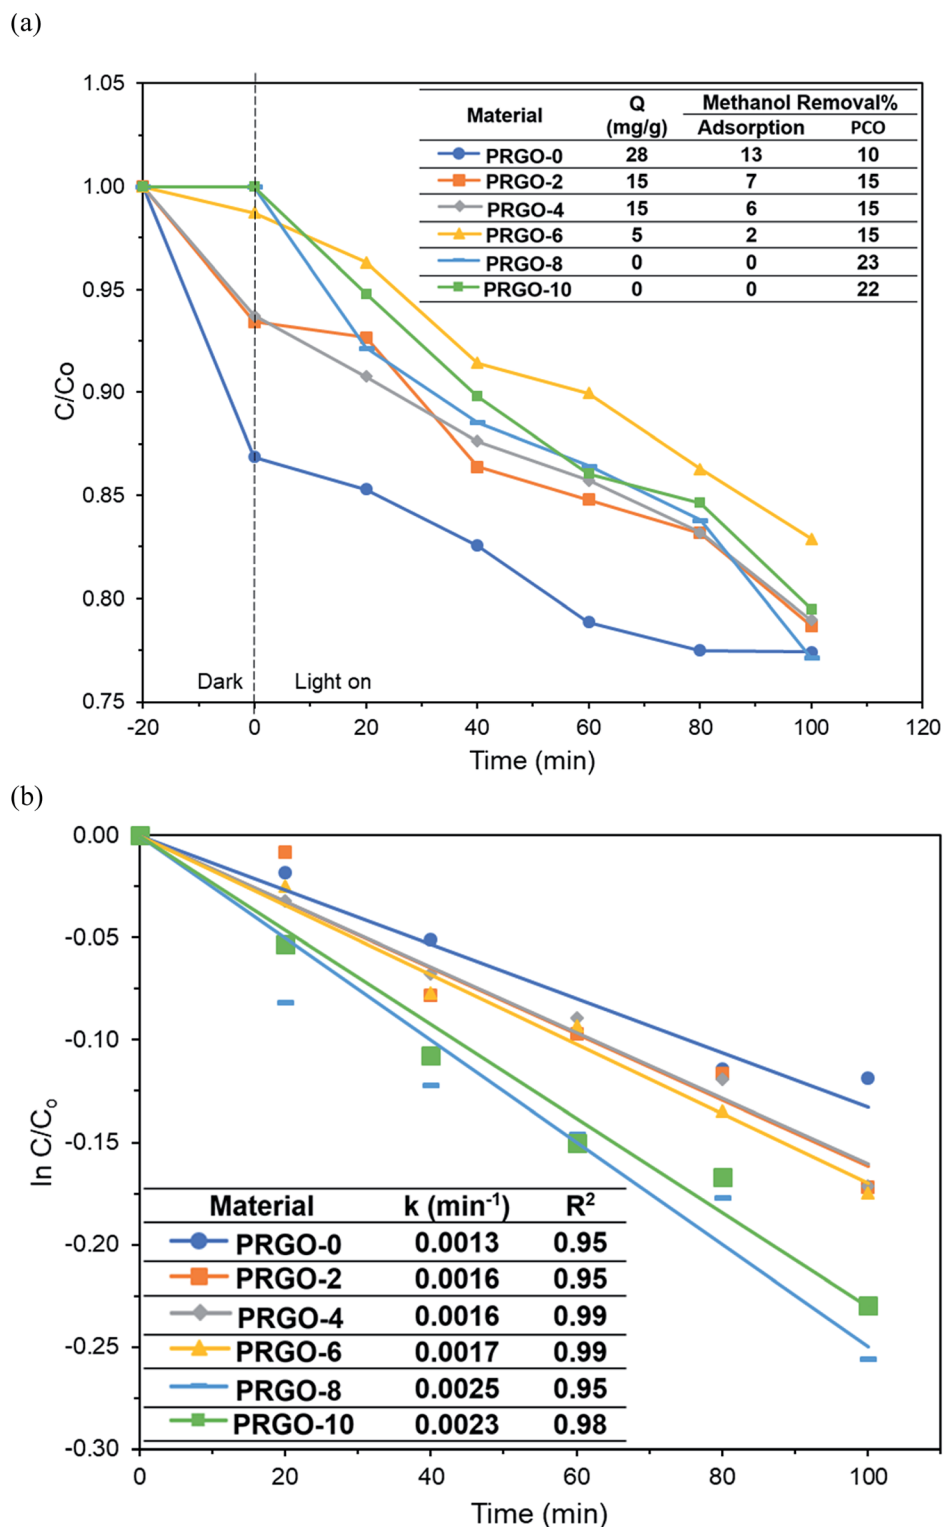 (a)
1.05
1.00
0.95
0.90
0.85
0.80
0.75
C/Co
Material Q (mg/g) Methanol Removal%
Adsorption PCO
PRGO-0 28 13 10
PRGO-2 15 7 15
PRGO-4 15 6 15
PRGO-6 5 2 15
PRGO-8 0 0 23
PRGO-10 0 0 22
Dark Light on
-20 0 20 40 60 80 100 120
Time (min)
(b)
0.00
-0.05
-0.10
-0.15
-0.20
-0.25
-0.30
ln C/Co
Material k (min-1) R2
PRGO-0 0.0013 0.95
PRGO-2 0.0016 0.95
PRGO-4 0.0016 0.99
PRGO-6 0.0017 0.99
PRGO-8 0.0025 0.95
PRGO-10 0.0023 0.98
0 20 40 60 80 100
Time (min)